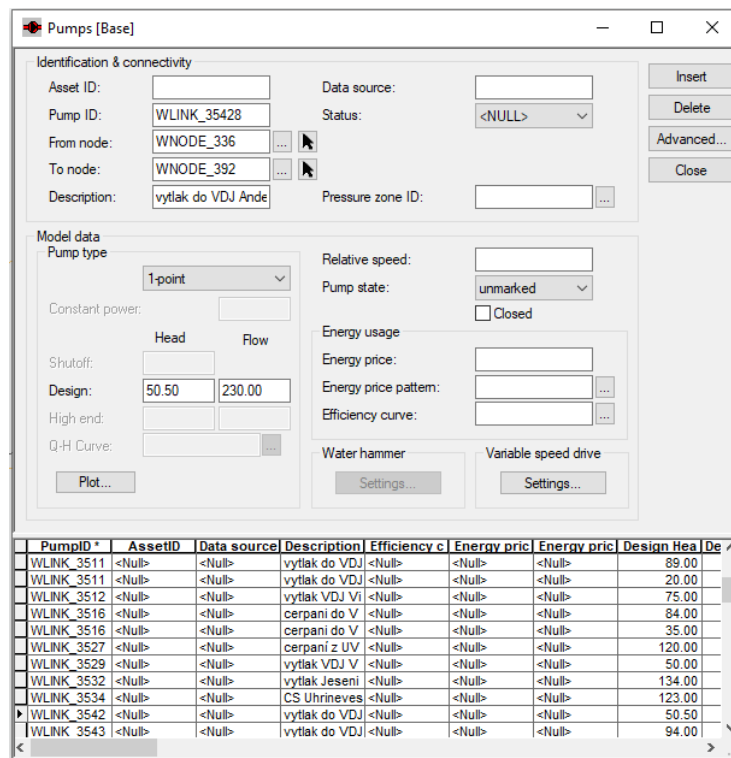 Pumps [Base]
Identification & connectivity
Asset ID:
Data source:
Insert
Pump ID: WLINK_35428
Status: <NULL>
Delete
From node: WNODE_336 ...
Advanced...
To node: WNODE_392 ...
Close
Description: vytlak do VDJ Ande
Pressure zone ID: ...
Model data
Pump type
1-point
Relative speed:
Pump state: unmarked
Constant power:
Closed
Head Flow
Energy usage
Shutoff:
Energy price:
Design: 50.50 230.00
Energy price pattern: ...
High end:
Efficiency curve: ...
Q-H Curve: ...
Water hammer
Variable speed drive
Plot...
Settings...
Settings...
PumpID * AssetID Data source Description Efficiency c Energy pric Energy pric Design Hea De
WLINK_3511 <Null> <Null> vytlak do VDJ <Null> <Null> <Null> 89.00
WLINK_3511 <Null> <Null> vytlak do VDJ <Null> <Null> <Null> 20.00
WLINK_3512 <Null> <Null> vytlak VDJ Vi <Null> <Null> <Null> 75.00
WLINK_3516 <Null> <Null> cerpani do V <Null> <Null> <Null> 84.00
WLINK_3516 <Null> <Null> cerpani do V <Null> <Null> <Null> 35.00
WLINK_3527 <Null> <Null> cerpaní z UV <Null> <Null> <Null> 120.00
WLINK_3529 <Null> <Null> vytlak VDJ V <Null> <Null> <Null> 50.00
WLINK_3532 <Null> <Null> vytlak Jeseni <Null> <Null> <Null> 134.00
WLINK_3534 <Null> <Null> CS Uhrineves <Null> <Null> <Null> 123.00
WLINK_3542 <Null> <Null> vytlak do VDJ <Null> <Null> <Null> 50.50
WLINK_3543 <Null> <Null> vytlak do VDJ <Null> <Null> <Null> 94.00